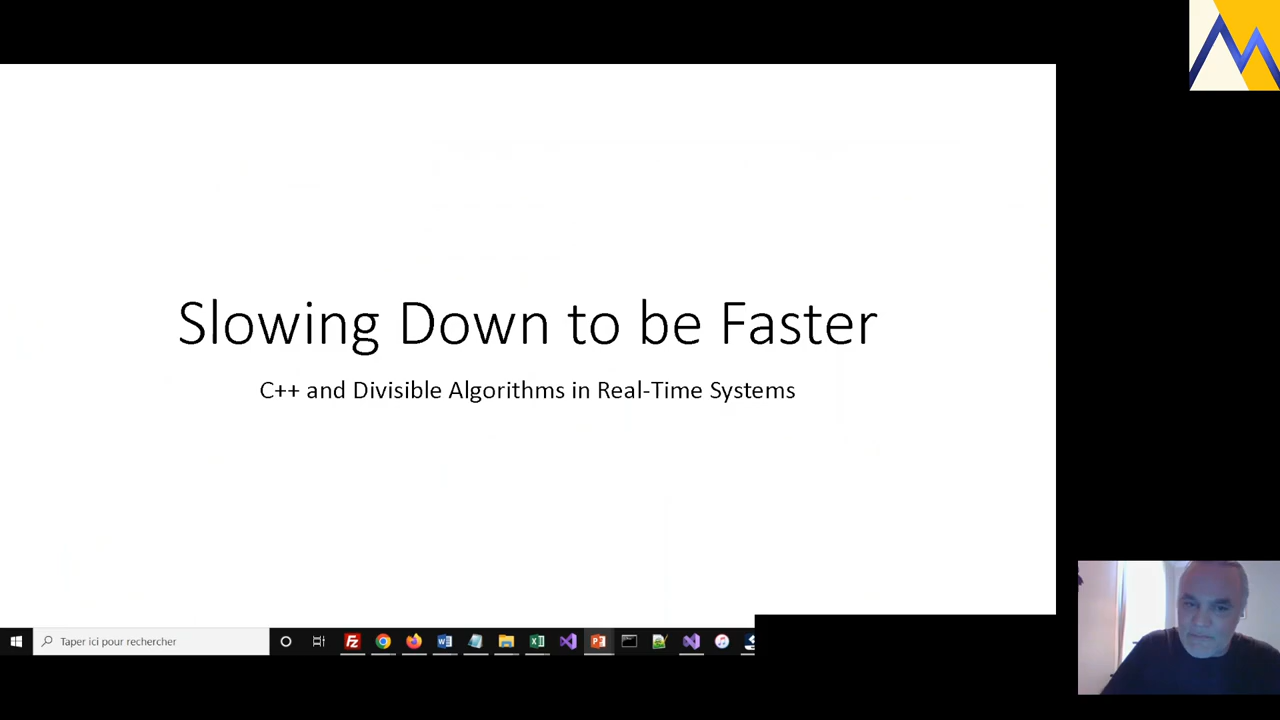 Slowing Down to be Faster
C++ and Divisible Algorithms in Real-Time Systems
Taper ici pour rechercher